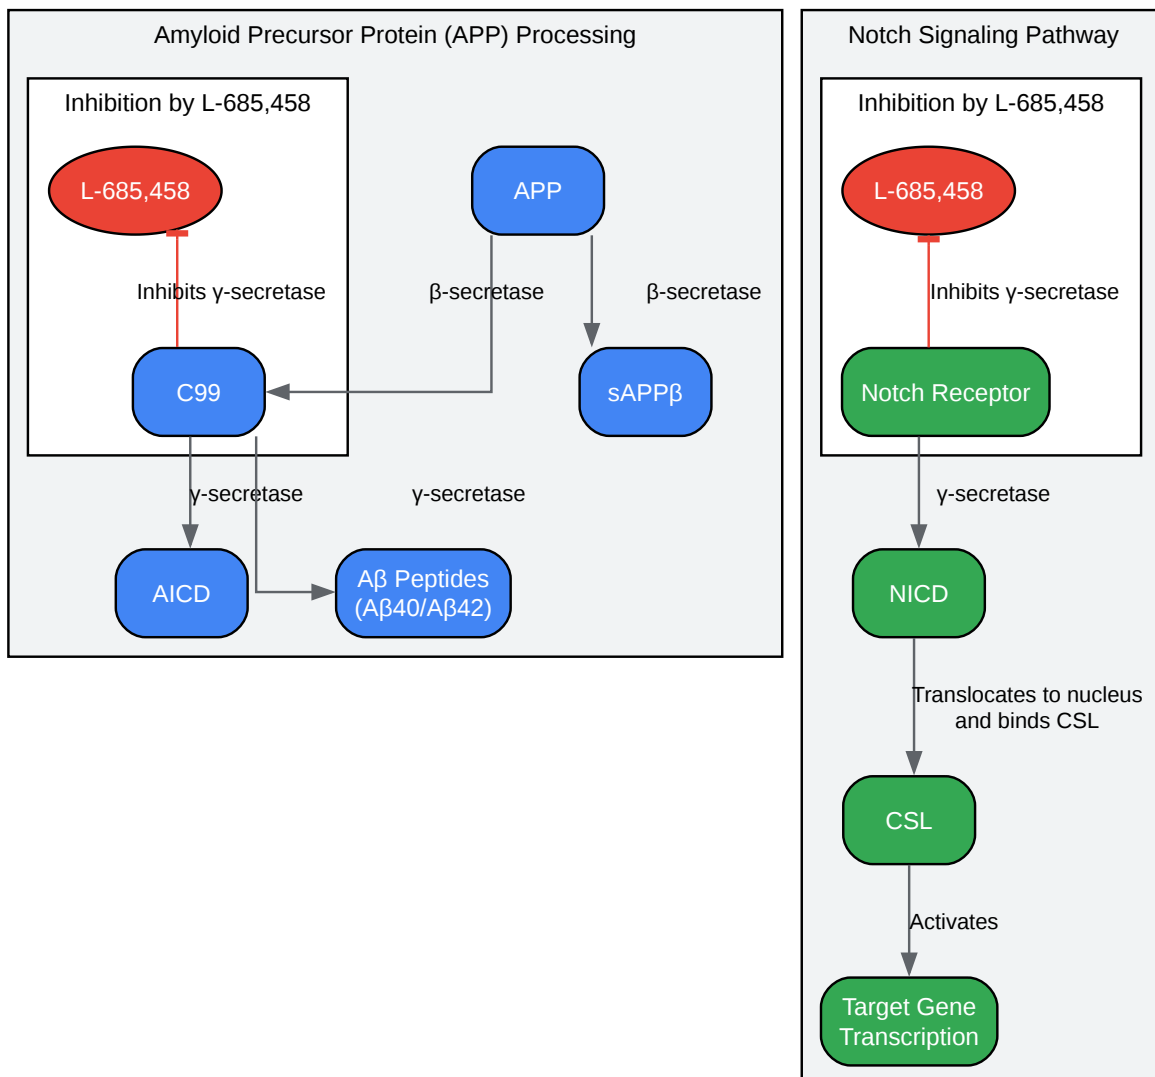 Amyloid Precursor Protein (APP) Processing
Inhibition by L-685,458
L-685,458
APP
Inhibits γ-secretase
β-secretase
β-secretase
C99
sAPPβ
γ-secretase
γ-secretase
AICD
Aβ Peptides
(Aβ40/Aβ42)
Notch Signaling Pathway
Inhibition by L-685,458
L-685,458
Inhibits γ-secretase
Notch Receptor
γ-secretase
NICD
Translocates to nucleus
and binds CSL
CSL
Activates
Target Gene
Transcription